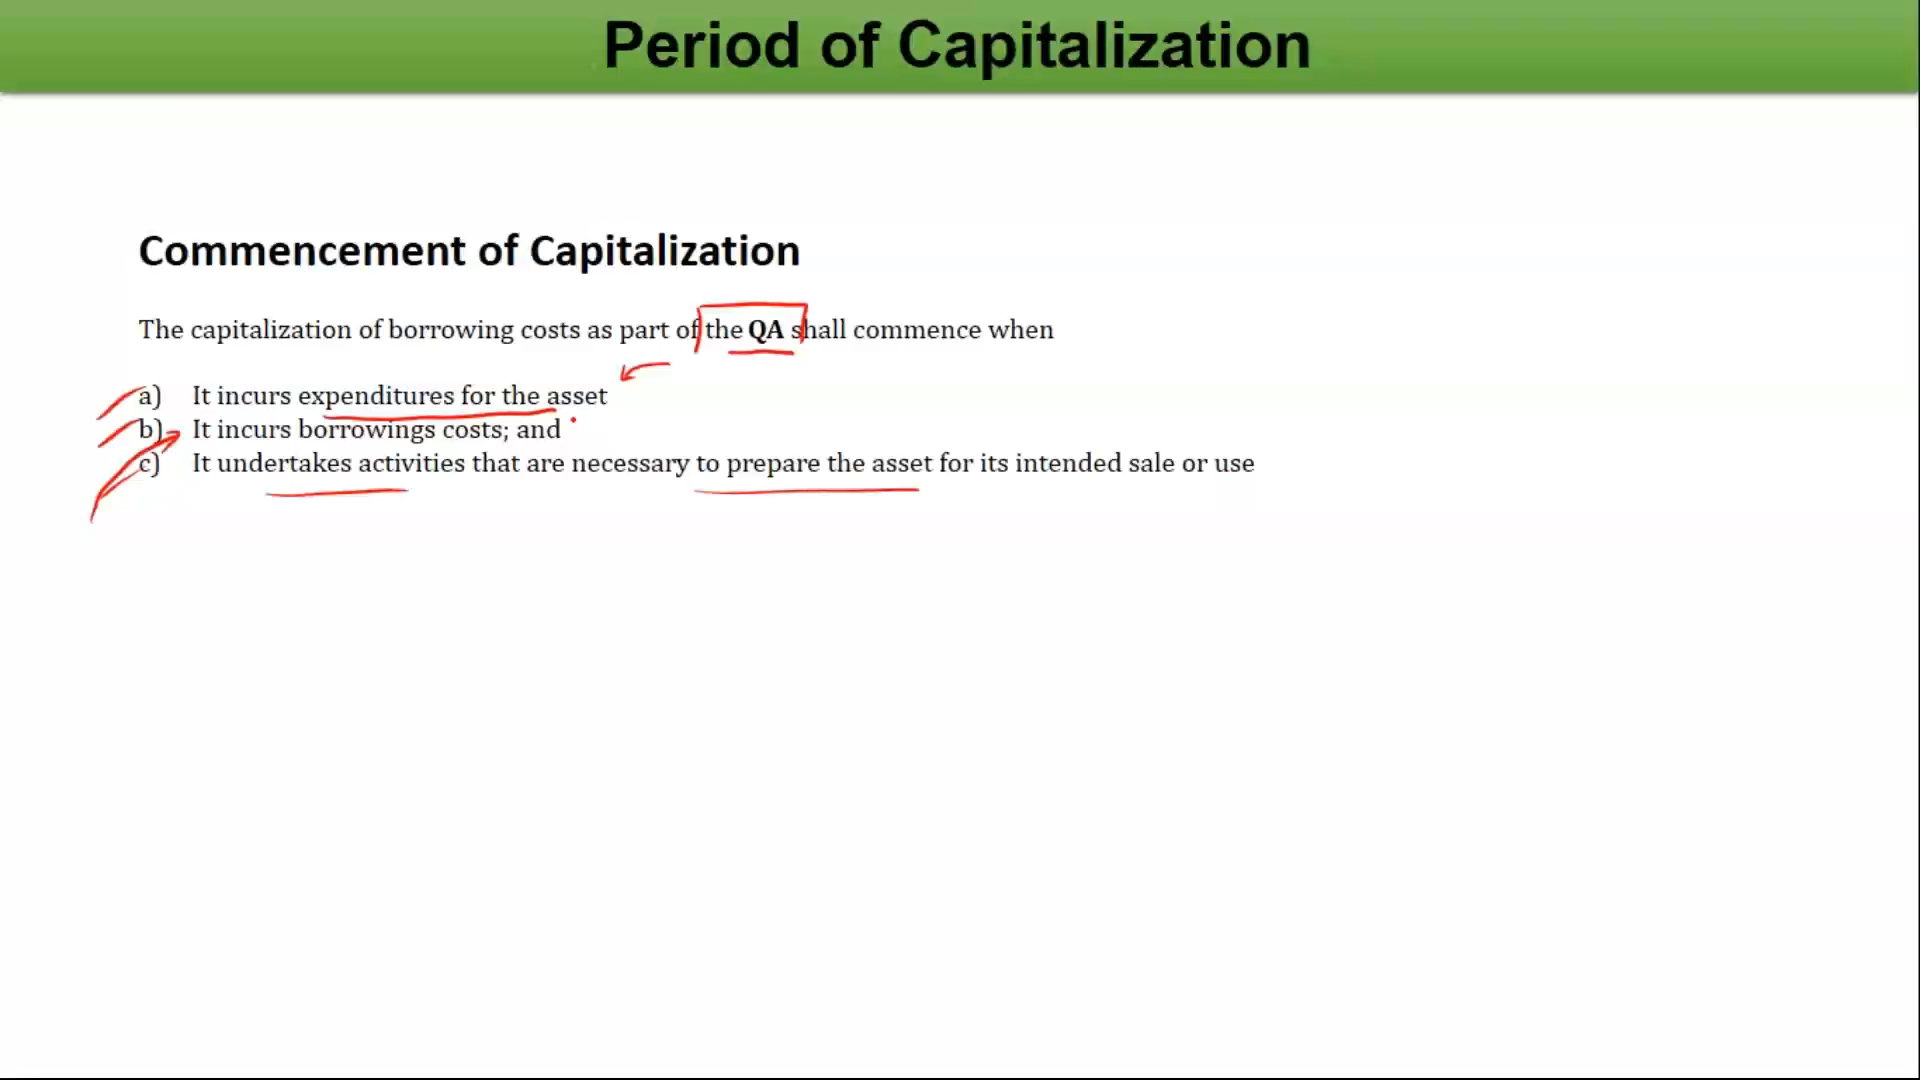 Period of Capitalization
Commencement of Capitalization
The capitalization of borrowing costs as part of the QA shall commence when
a) It incurs expenditures for the asset
b) It incurs borrowings costs; and
c) It undertakes activities that are necessary to prepare the asset for its intended sale or use